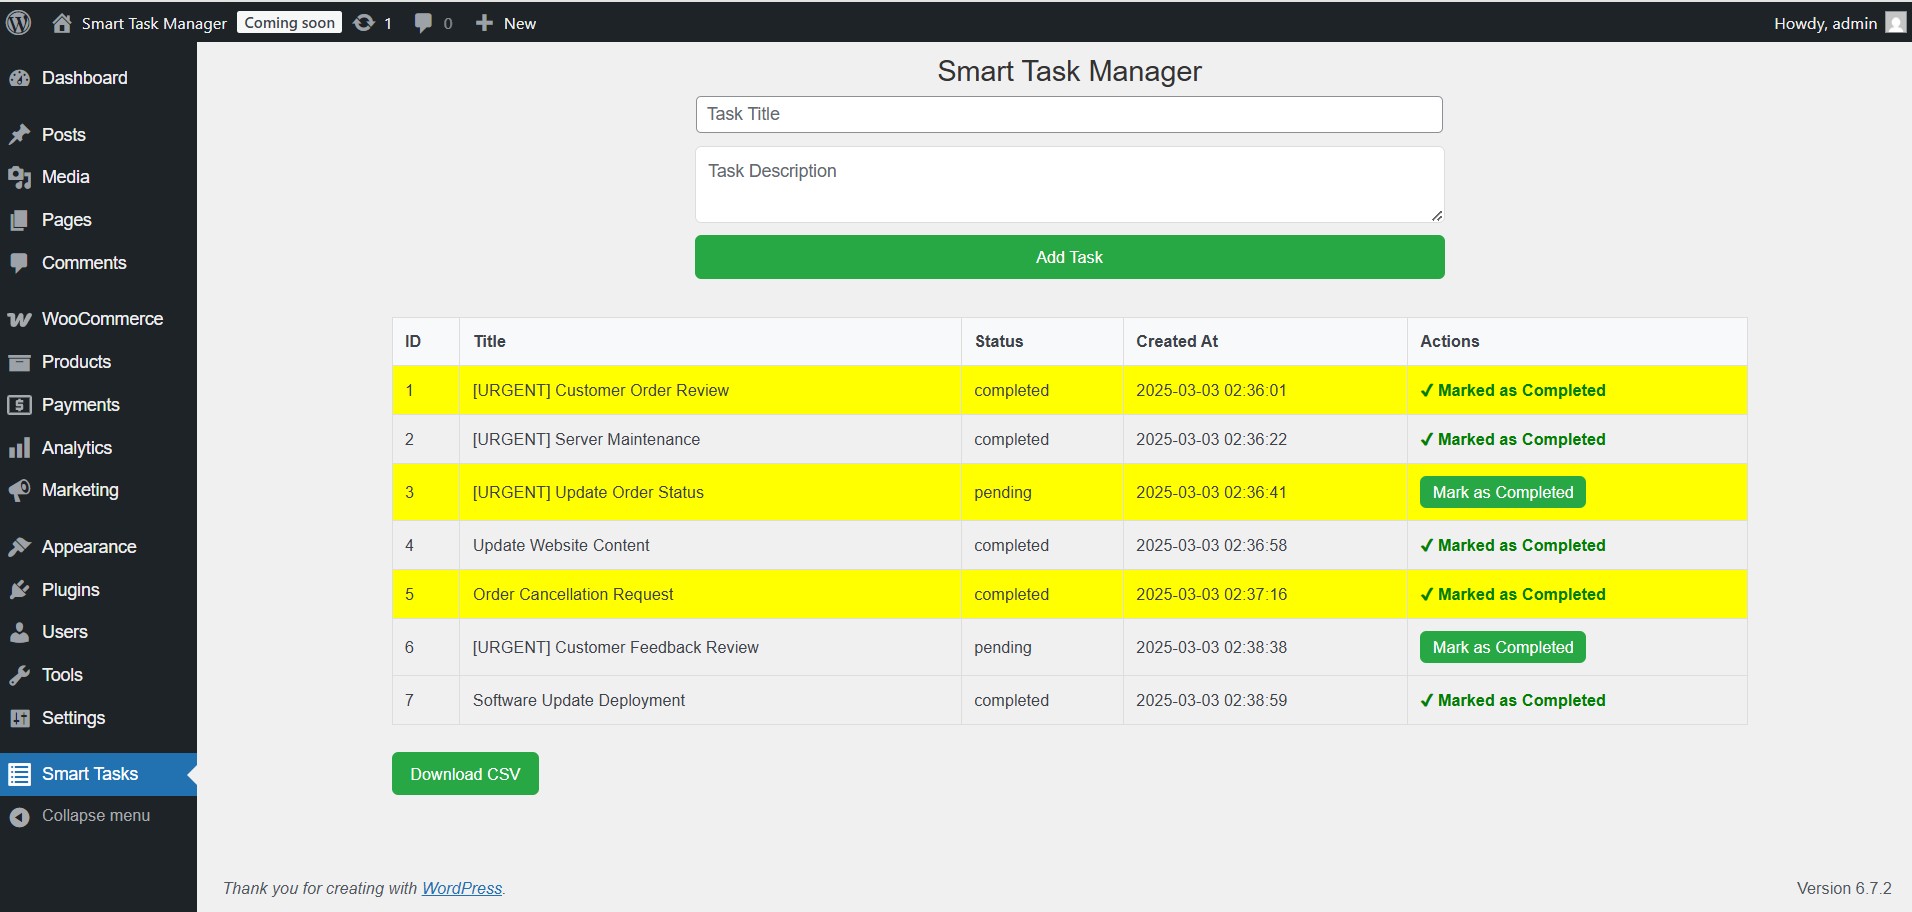 Smart Task Manager Coming soon 1 0 New Howdy, admin
Dashboard
Posts
Media
Pages
Comments
WooCommerce
Products
Payments
Analytics
Marketing
Appearance
Plugins
Users
Tools
Settings
Smart Tasks
Collapse menu
Smart Task Manager
Task Title
Task Description
Add Task
ID Title Status Created At Actions
1 [URGENT] Customer Order Review completed 2025-03-03 02:36:01 ✔ Marked as Completed
2 [URGENT] Server Maintenance completed 2025-03-03 02:36:22 ✔ Marked as Completed
3 [URGENT] Update Order Status pending 2025-03-03 02:36:41 Mark as Completed
4 Update Website Content completed 2025-03-03 02:36:58 ✔ Marked as Completed
5 Order Cancellation Request completed 2025-03-03 02:37:16 ✔ Marked as Completed
6 [URGENT] Customer Feedback Review pending 2025-03-03 02:38:38 Mark as Completed
7 Software Update Deployment completed 2025-03-03 02:38:59 ✔ Marked as Completed
Download CSV
Thank you for creating with WordPress. Version 6.7.2